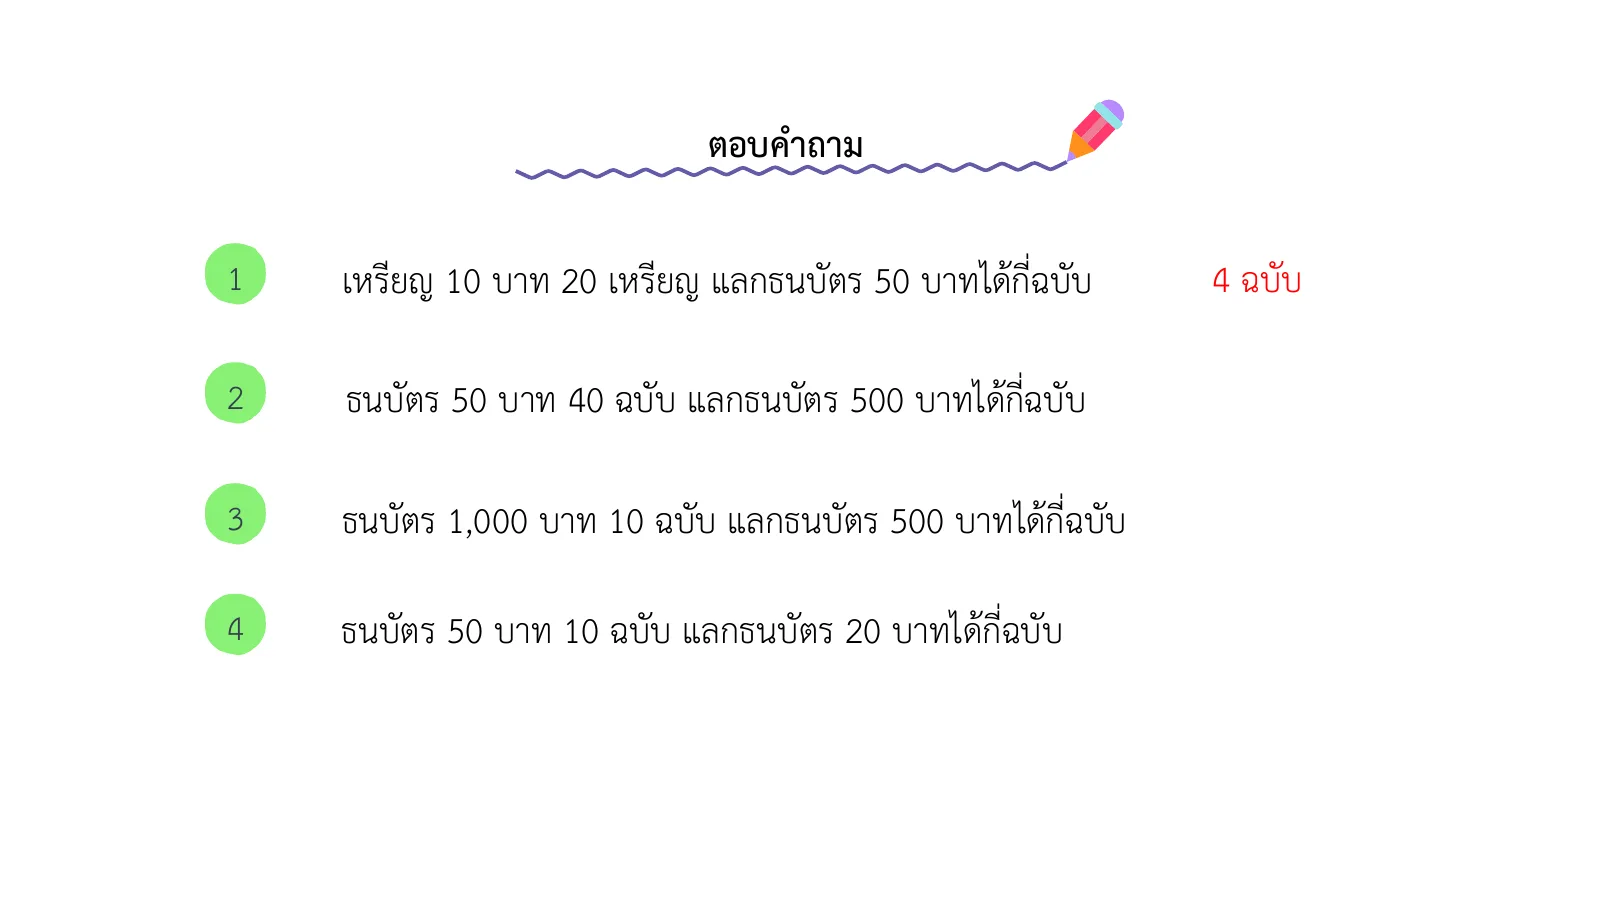 ตอบคำถาม
1 เหรียญ 10 บาท 20 เหรียญ แลกธนบัตร 50 บาทได้กี่ฉบับ 4 ฉบับ
2 ธนบัตร 50 บาท 40 ฉบับ แลกธนบัตร 500 บาทได้กี่ฉบับ
3 ธนบัตร 1,000 บาท 10 ฉบับ แลกธนบัตร 500 บาทได้กี่ฉบับ
4 ธนบัตร 50 บาท 10 ฉบับ แลกธนบัตร 20 บาทได้กี่ฉบับ